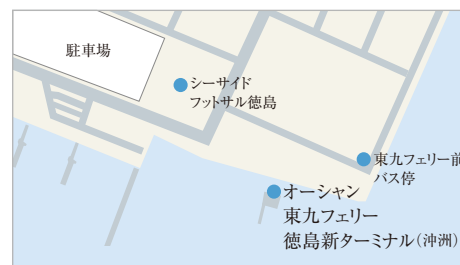 駐車場
シーサイド
フットサル徳島
東九フェリー前
バス停
オーシャン
東九フェリー
徳島新ターミナル(沖洲)